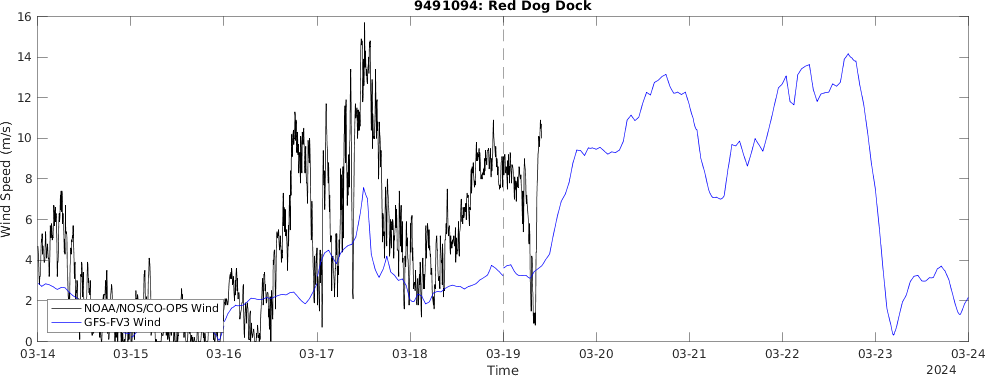 9491094: Red Dog Dock
Wind Speed (m/s)
16
14
12
10
8
6
4
2
0
NOAA/NOS/CO-OPS Wind
GFS-FV3 Wind
03-14 03-15 03-16 03-17 03-18 03-19 03-20 03-21 03-22 03-23 03-24
Time
2024